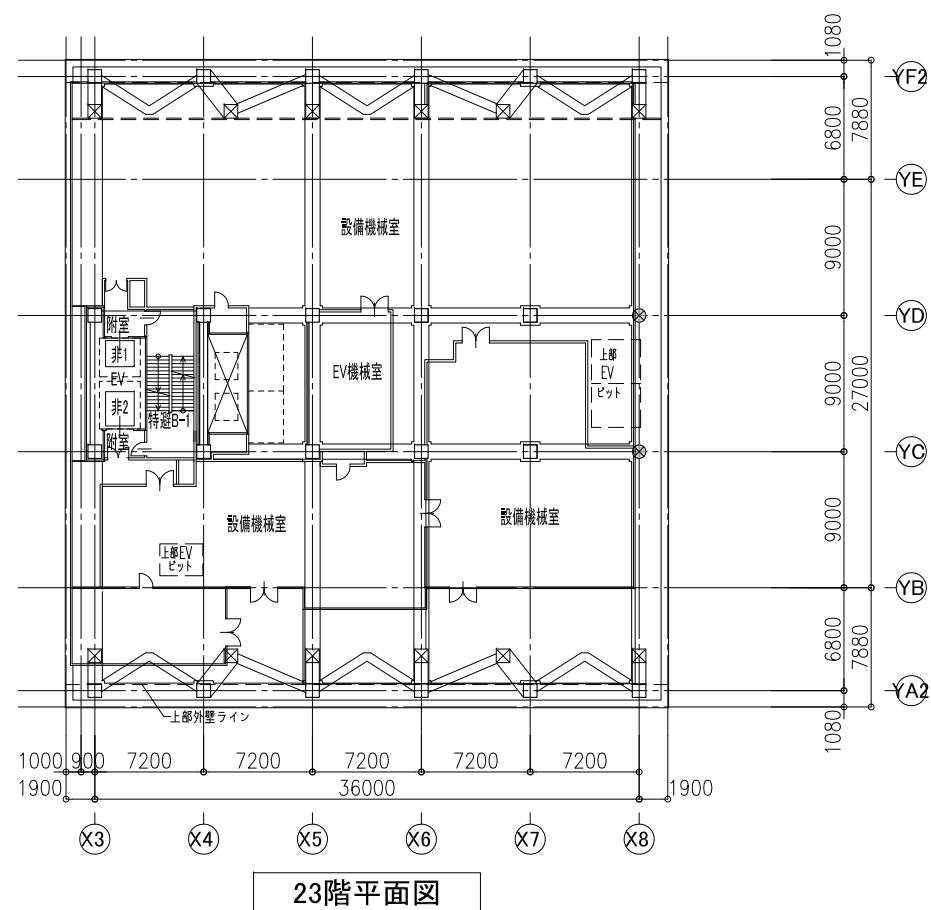 1080
YF2
6800
7880
YE
設備機械室
9000
YD
附室
非1
EV
非2
特避B-1
附室
EV機械室
上部
EV
ピット
9000
27000
YC
設備機械室
設備機械室
上部EV
ピット
9000
YB
6800
7880
YA2
上部外壁ライン
1080
1000 900 7200 7200 7200 7200 7200
1900 36000 1900
X3 X4 X5 X6 X7 X8
23階平面図